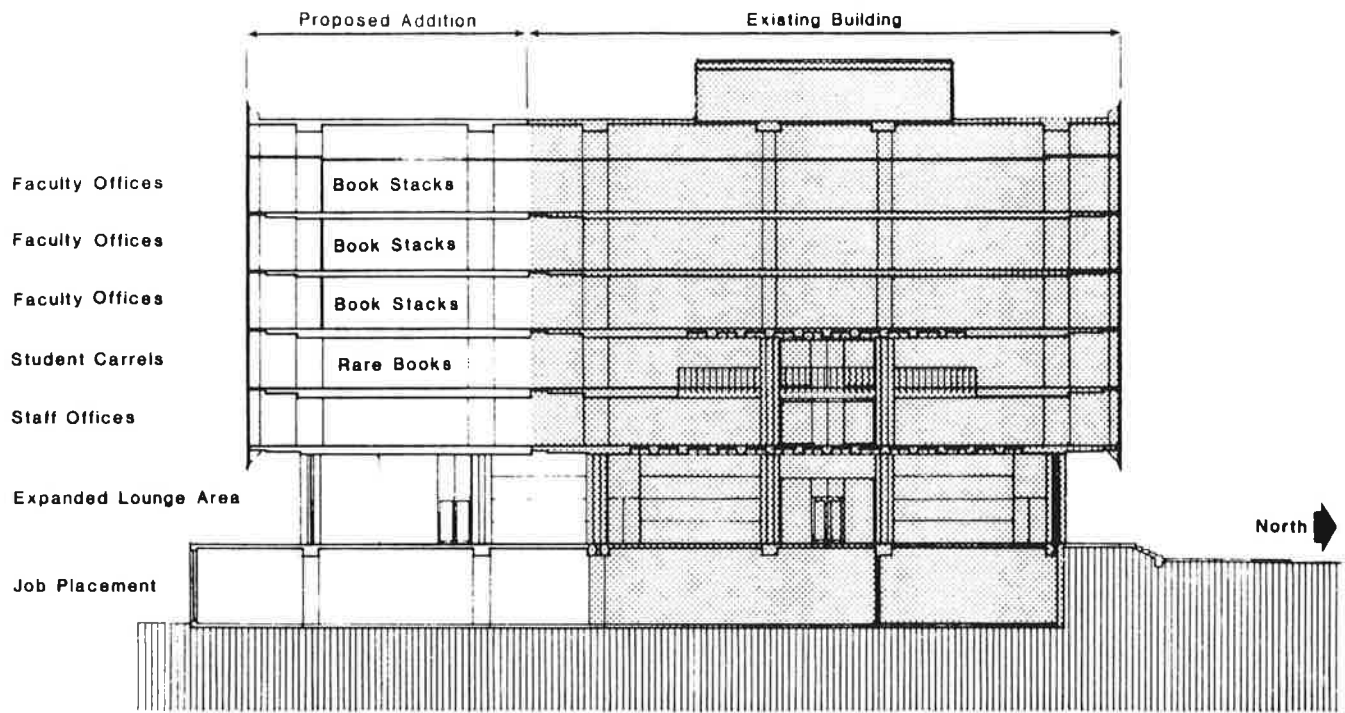 Proposed Addition
Existing Building
Faculty Offices
Book Stacks
Faculty Offices
Book Stacks
Faculty Offices
Book Stacks
Student Carrels
Rare Books
Staff Offices
Expanded Lounge Area
North
Job Placement